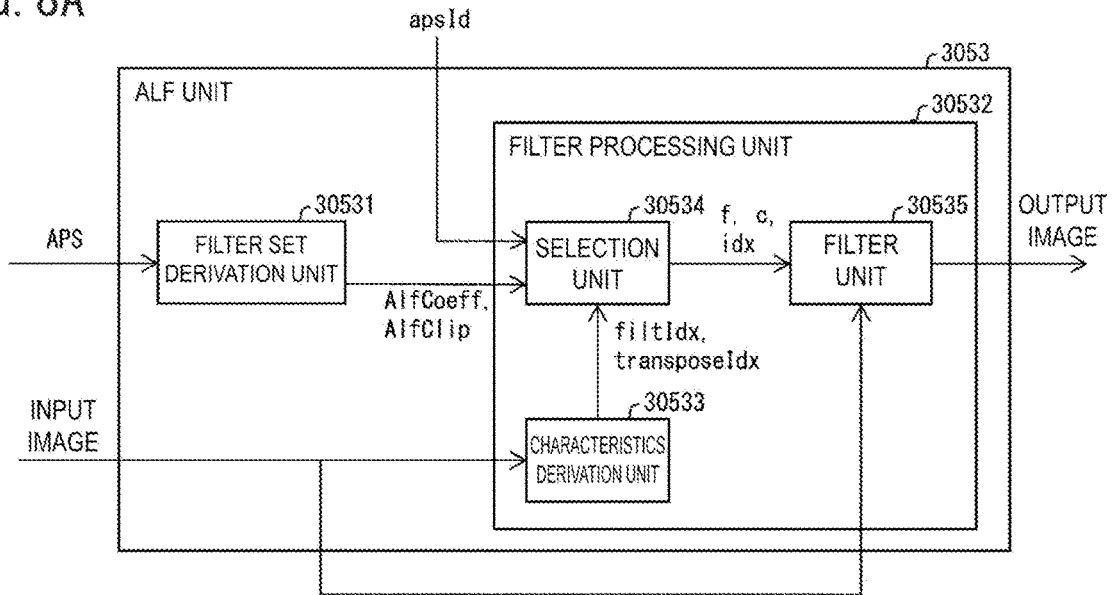 G. 8A
apsId
3053
ALF UNIT
30532
FILTER PROCESSING UNIT
30531
30534
f, c,
idx
30535
OUTPUT
IMAGE
APS
FILTER SET
DERIVATION UNIT
SELECTION
UNIT
FILTER
UNIT
AlfCoeff,
AlfClip
filtIdx,
transposeIdx
INPUT
IMAGE
30533
CHARACTERISTICS
DERIVATION UNIT